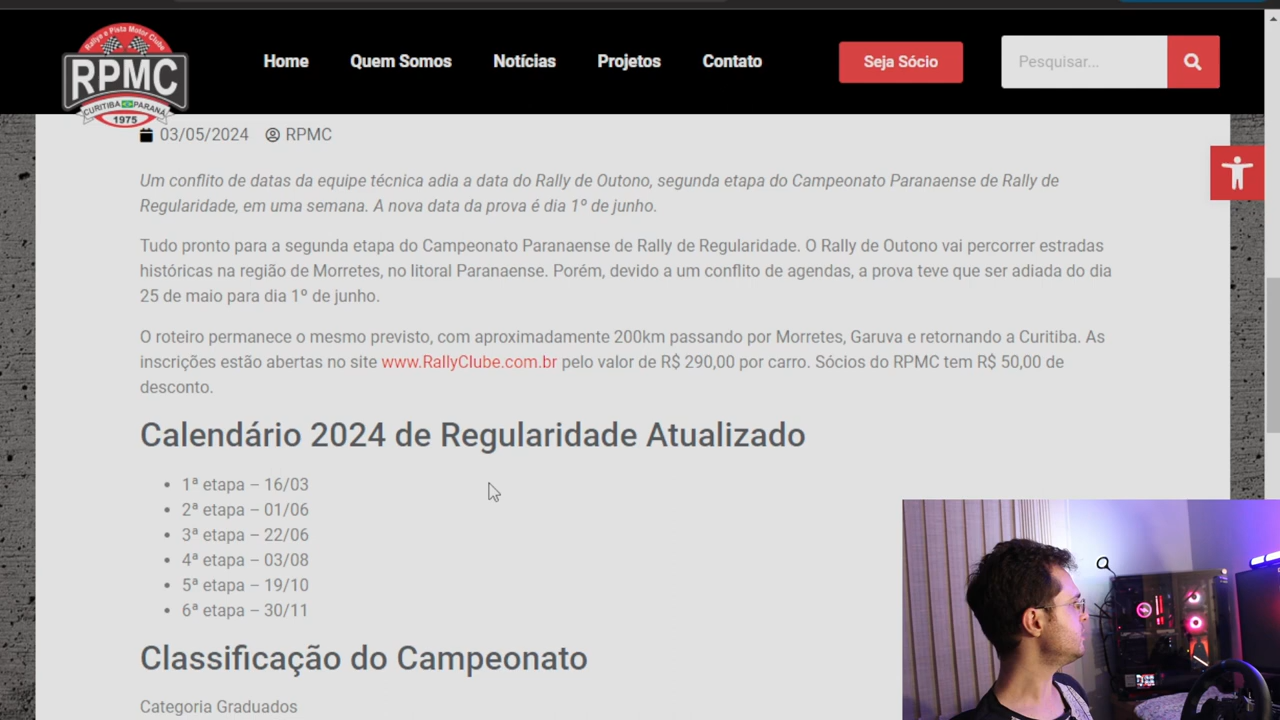 Rallye e Pista Motor Clube
RPMC
CURITIBA PARANÁ
1975
Home
Quem Somos
Notícias
Projetos
Contato
Seja Sócio
Pesquisar...
03/05/2024 RPMC
Um conflito de datas da equipe técnica adia a data do Rally de Outono, segunda etapa do Campeonato Paranaense de Rally de
Regularidade, em uma semana. A nova data da prova é dia 1º de junho.
Tudo pronto para a segunda etapa do Campeonato Paranaense de Rally de Regularidade. O Rally de Outono vai percorrer estradas
históricas na região de Morretes, no litoral Paranaense. Porém, devido a um conflito de agendas, a prova teve que ser adiada do dia
25 de maio para dia 1º de junho.
O roteiro permanece o mesmo previsto, com aproximadamente 200km passando por Morretes, Garuva e retornando a Curitiba. As
inscrições estão abertas no site www.RallyClube.com.br pelo valor de R$ 290,00 por carro. Sócios do RPMC tem R$ 50,00 de
desconto.
Calendário 2024 de Regularidade Atualizado
• 1ª etapa – 16/03
• 2ª etapa – 01/06
• 3ª etapa – 22/06
• 4ª etapa – 03/08
• 5ª etapa – 19/10
• 6ª etapa – 30/11
Classificação do Campeonato
Categoria Graduados